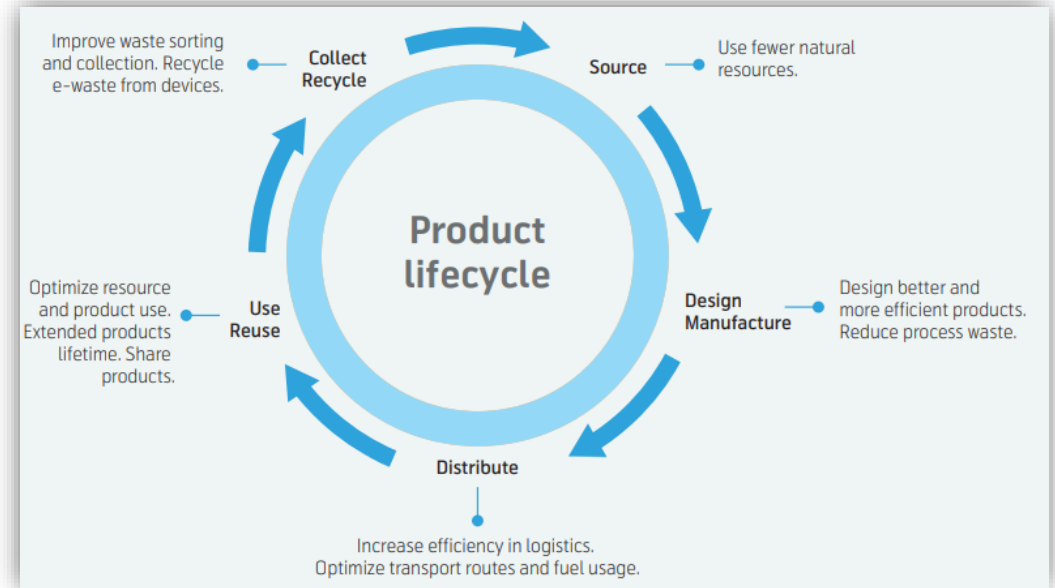 Improve waste sorting
and collection. Recycle
e-waste from devices.
Collect
Recycle
Source
Use fewer natural
resources.
Product
lifecycle
Optimize resource
and product use.
Extended products
lifetime. Share
products.
Use
Reuse
Design
Manufacture
Design better and
more efficient products.
Reduce process waste.
Distribute
Increase efficiency in logistics.
Optimize transport routes and fuel usage.